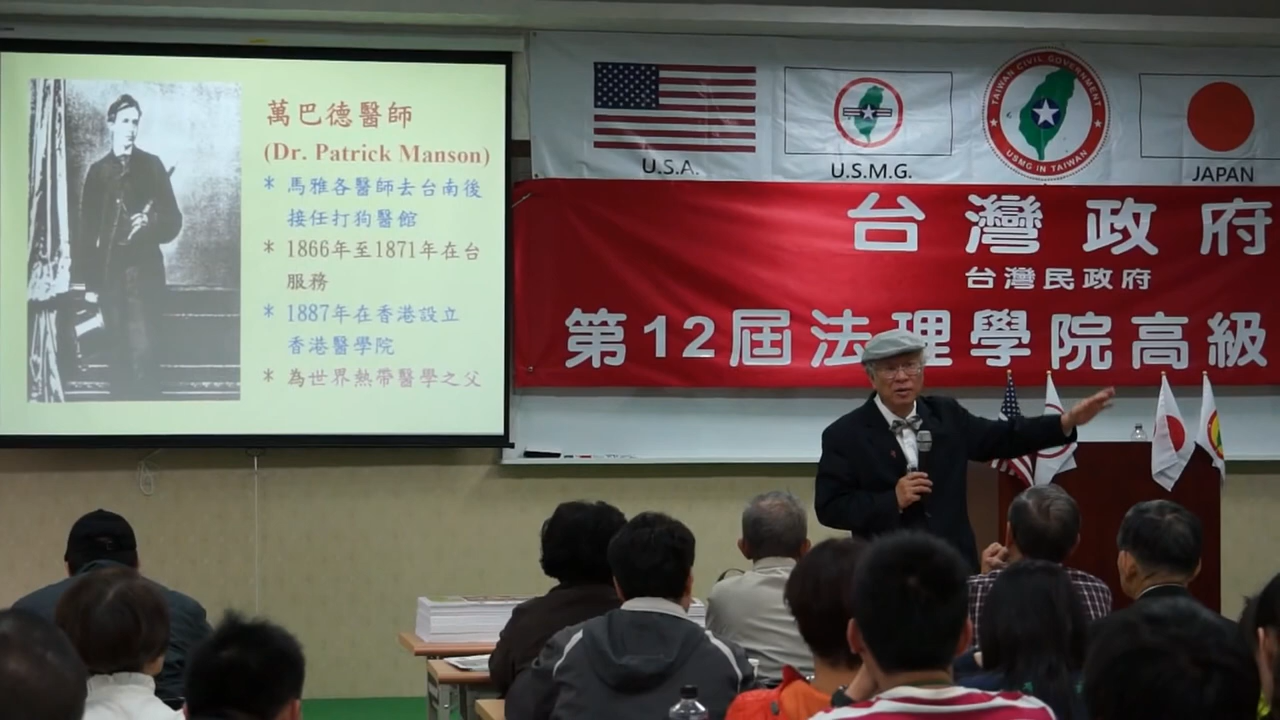 萬巴德醫師
(Dr. Patrick Manson)
* 馬雅各醫師去台南後
接任打狗醫館
* 1866年至1871年在台
服務
* 1887年在香港設立
香港醫學院
* 為世界熱帶醫學之父
U.S.A.
U.S.M.G.
TAIWAN CIVIL GOVERNMENT
USMG IN TAIWAN
JAPAN
台灣政府
台灣民政府
第12屆法理學院高級